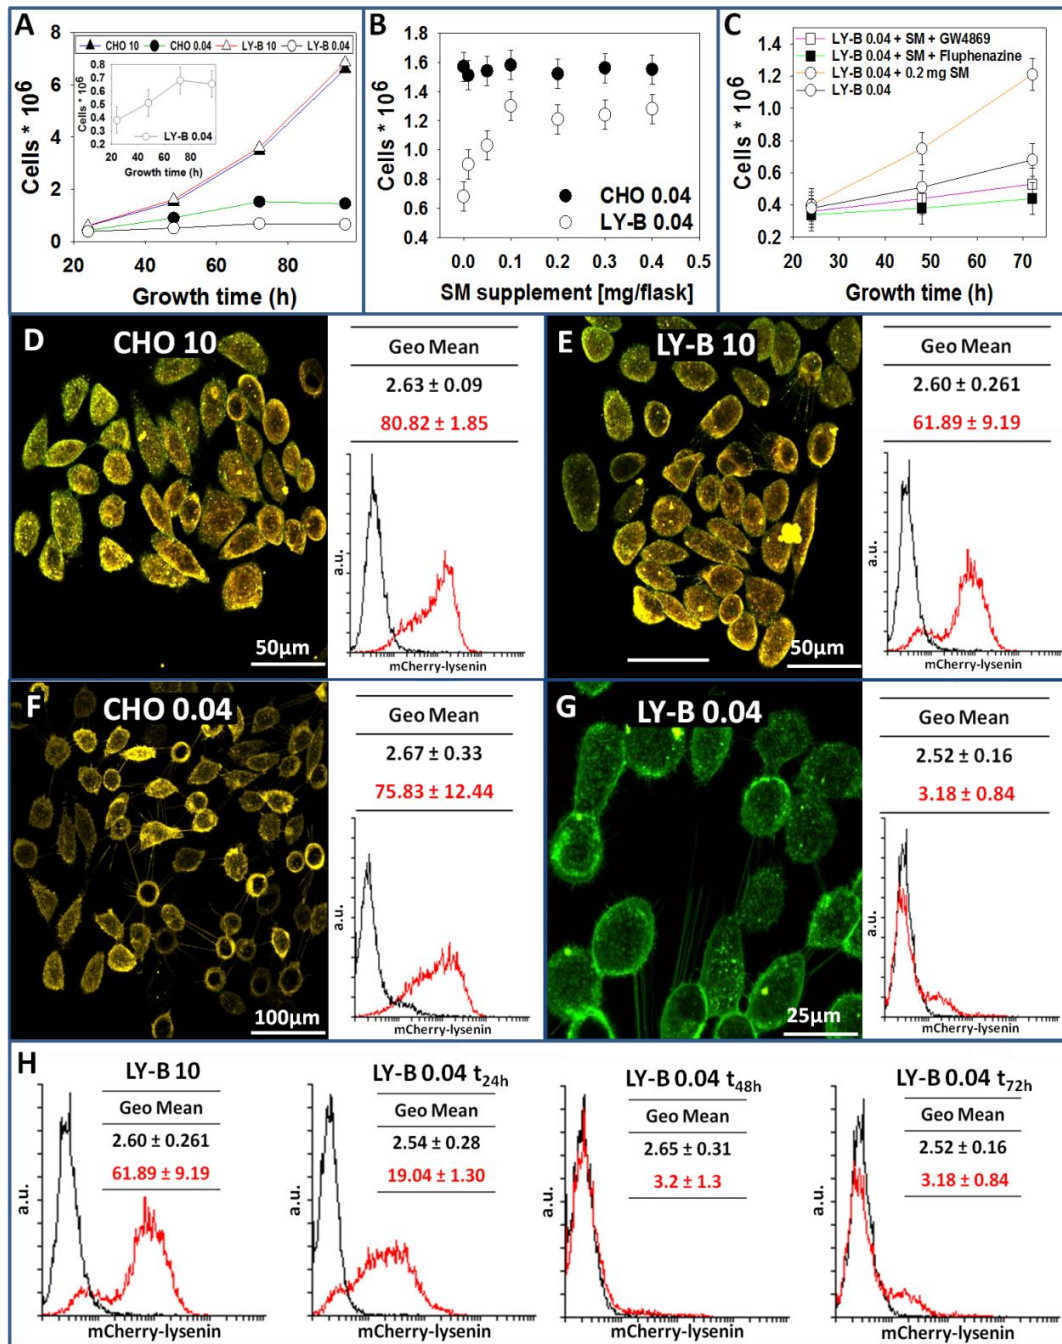 A
CHO 10
CHO 0.04
LY-B 10
LY-B 0.04
Cells * 10⁶
8
6
4
2
0
20
40
60
80
Growth time (h)
Cells * 10⁶
0.8
0.7
0.6
0.5
0.4
0.3
0.2
20
40
60
80
LY-B 0.04
Growth time (h)
B
Cells * 10⁶
1.8
1.6
1.4
1.2
1.0
0.8
0.6
0.4
CHO 0.04
LY-B 0.04
0.0
0.1
0.2
0.3
0.4
0.5
SM supplement [mg/flask]
C
LY-B 0.04 + SM + GW4869
LY-B 0.04 + SM + Fluphenazine
LY-B 0.04 + 0.2 mg SM
LY-B 0.04
Cells * 10⁶
1.4
1.2
1.0
0.8
0.6
0.4
0.2
20
30
40
50
60
70
Growth time (h)
D
CHO 10
50µm
Geo Mean
2.63 ± 0.09
80.82 ± 1.85
a.u.
mCherry-lysenin
E
LY-B 10
50µm
Geo Mean
2.60 ± 0.261
61.89 ± 9.19
a.u.
mCherry-lysenin
F
CHO 0.04
100µm
Geo Mean
2.67 ± 0.33
75.83 ± 12.44
a.u.
mCherry-lysenin
G
LY-B 0.04
25µm
Geo Mean
2.52 ± 0.16
3.18 ± 0.84
a.u.
mCherry-lysenin
H
LY-B 10
Geo Mean
2.60 ± 0.261
61.89 ± 9.19
a.u.
mCherry-lysenin
LY-B 0.04 t24h
Geo Mean
2.54 ± 0.28
19.04 ± 1.30
a.u.
mCherry-lysenin
LY-B 0.04 t48h
Geo Mean
2.65 ± 0.31
3.2 ± 1.3
a.u.
mCherry-lysenin
LY-B 0.04 t72h
Geo Mean
2.52 ± 0.16
3.18 ± 0.84
a.u.
mCherry-lysenin